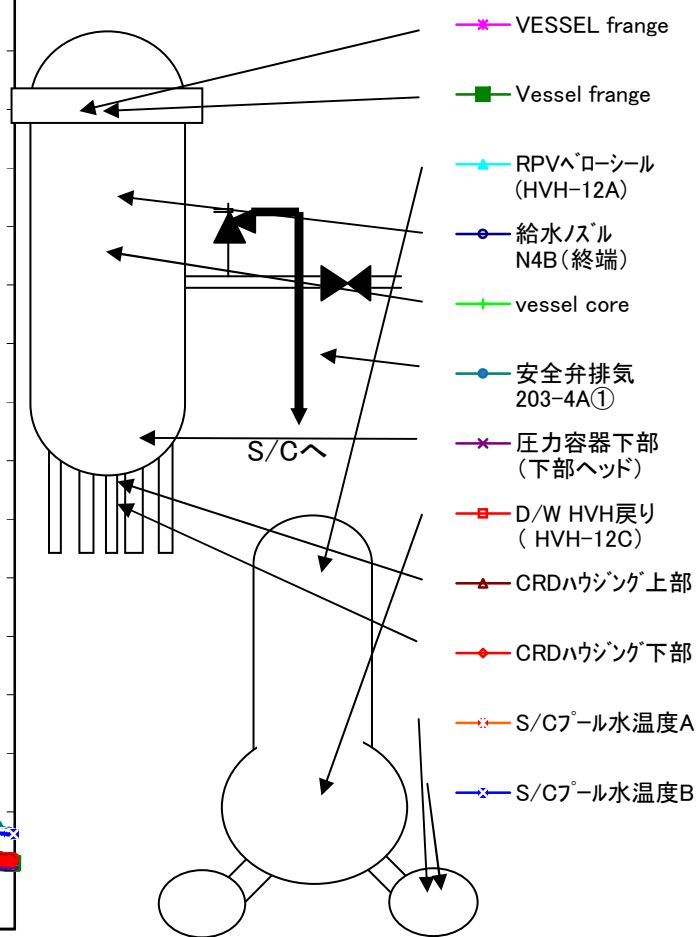 VESSEL frange
Vessel frange
RPVベローシール
(HVH-12A)
給水ノズル
N4B(終端)
vessel core
安全弁排気
203-4A①
圧力容器下部
(下部ヘッド)
D/W HVH戻り
( HVH-12C)
CRDハウジング上部
CRDハウジング下部
S/Cプール水温度A
S/Cプール水温度B
S/Cへ